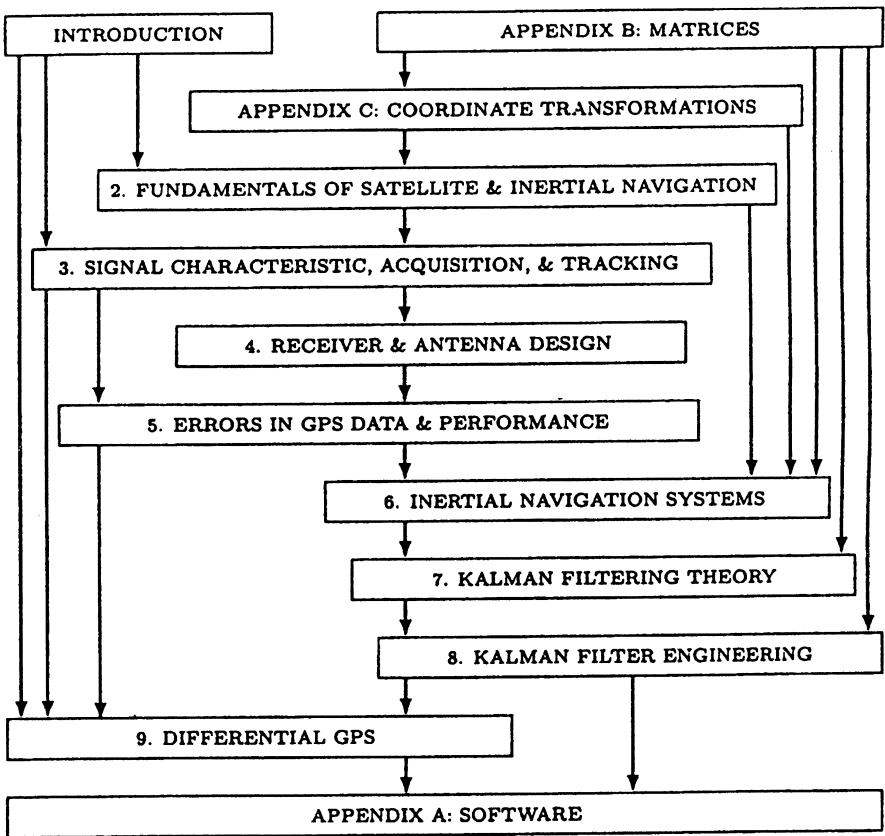 INTRODUCTION
APPENDIX B: MATRICES
APPENDIX C: COORDINATE TRANSFORMATIONS
2. FUNDAMENTALS OF SATELLITE & INERTIAL NAVIGATION
3. SIGNAL CHARACTERISTIC, ACQUISITION, & TRACKING
4. RECEIVER & ANTENNA DESIGN
5. ERRORS IN GPS DATA & PERFORMANCE
6. INERTIAL NAVIGATION SYSTEMS
7. KALMAN FILTERING THEORY
8. KALMAN FILTER ENGINEERING
9. DIFFERENTIAL GPS
APPENDIX A: SOFTWARE